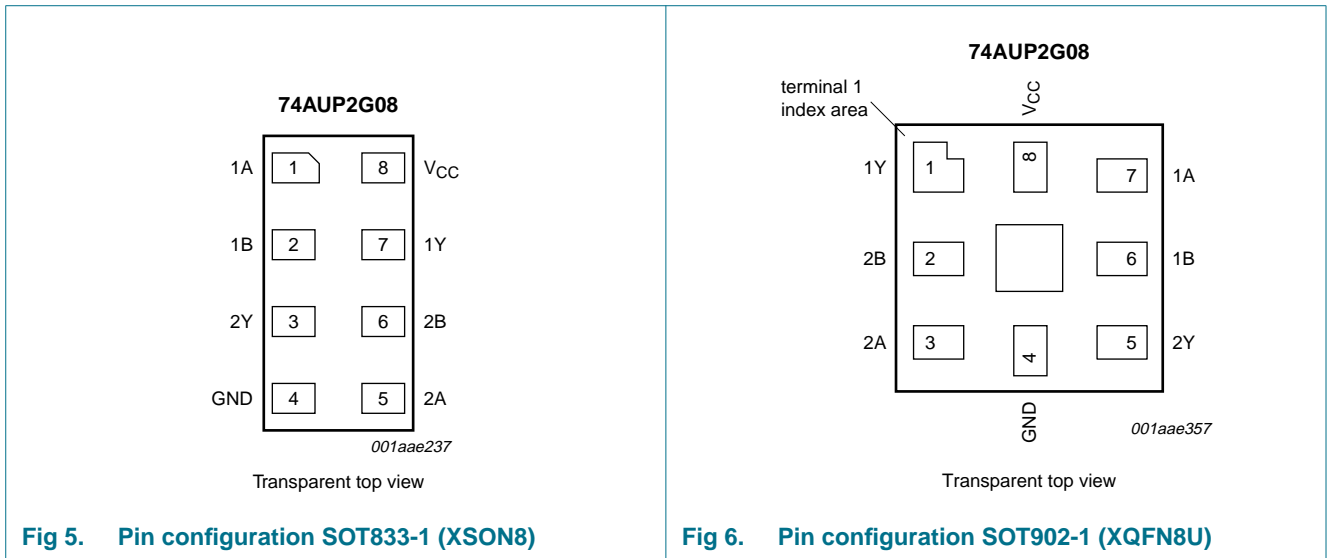 74AUP2G08
1A 1 8 VCC
1B 2 7 1Y
2Y 3 6 2B
GND 4 5 2A
001aae237
Transparent top view
Fig 5. Pin configuration SOT833-1 (XSON8)
74AUP2G08
terminal 1
index area
VCC
1Y 1 8 7 1A
2B 2 6 1B
2A 3 4 5 2Y
GND
001aae357
Transparent top view
Fig 6. Pin configuration SOT902-1 (XQFN8U)